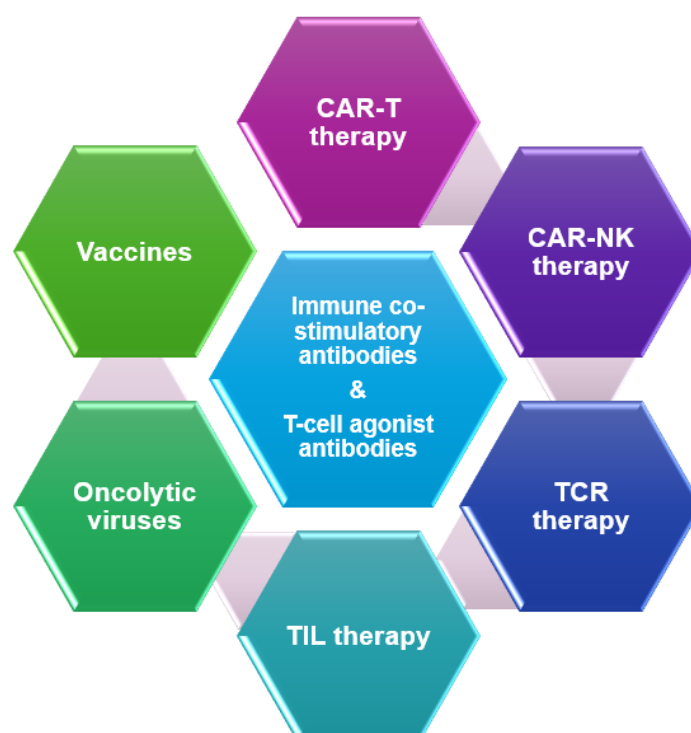 CAR-T
therapy
CAR-NK
therapy
TCR
therapy
TIL therapy
Oncolytic
viruses
Vaccines
Immune co-
stimulatory
antibodies
&
T-cell agonist
antibodies